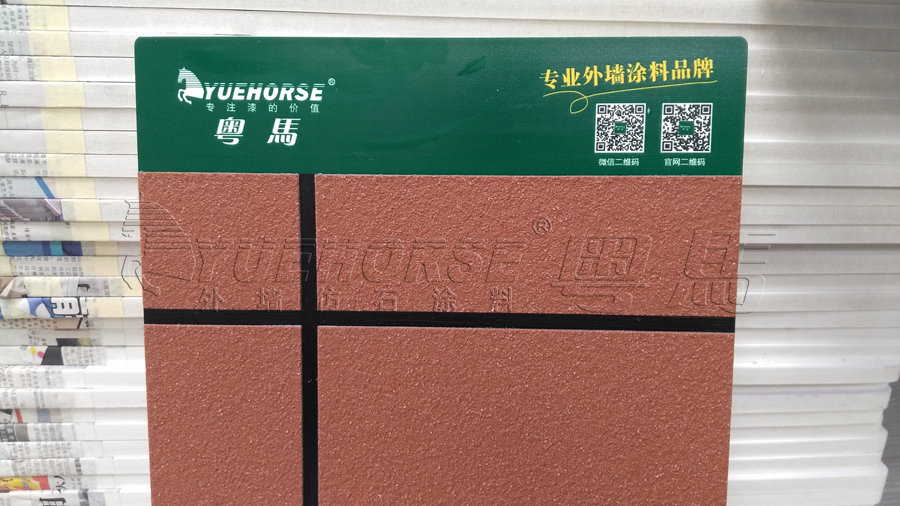 YUEHORSE®
专注漆的价值
粤馬
专业外墙涂料品牌
微信二维码
官网二维码
YUEHORSE® 粤馬
外墙仿石涂料